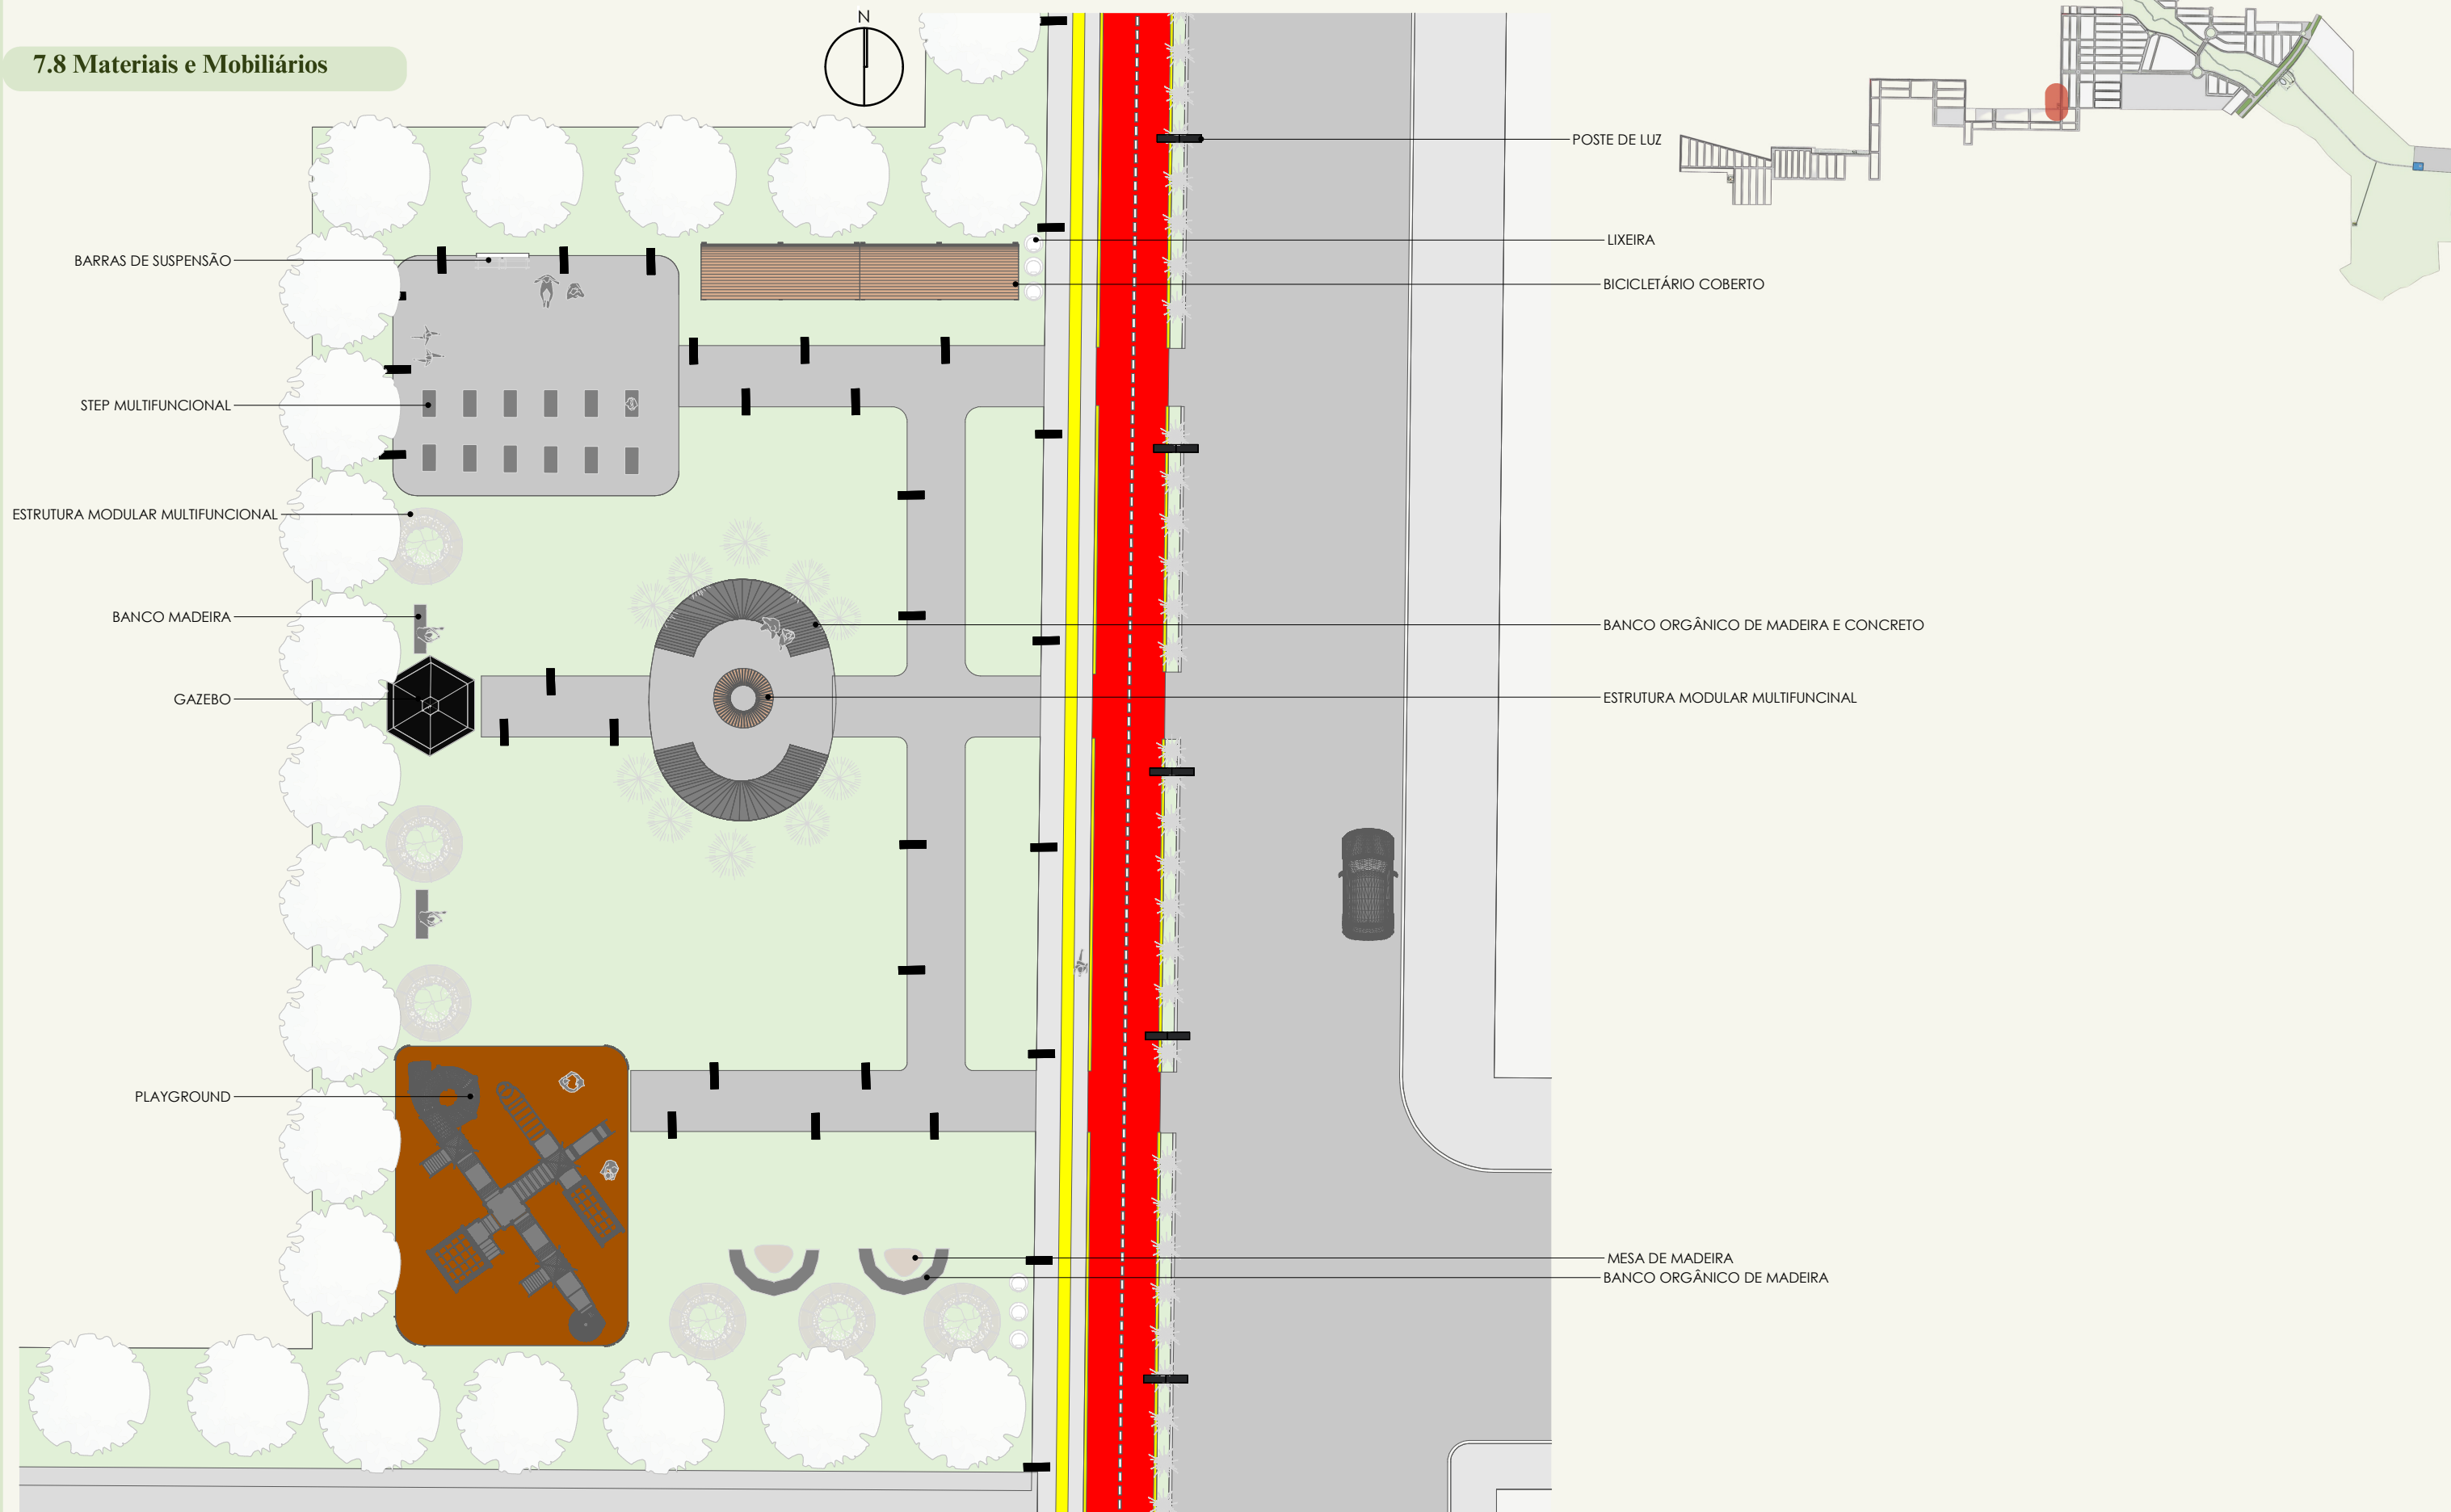 7.8 Materiais e Mobiliários
N
POSTE DE LUZ
LIXEIRA
BARRAS DE SUSPENSÃO
BICICLETÁRIO COBERTO
STEP MULTIFUNCIONAL
ESTRUTURA MODULAR MULTIFUNCIONAL
BANCO MADEIRA
BANCO ORGÂNICO DE MADEIRA E CONCRETO
GAZEBO
ESTRUTURA MODULAR MULTIFUNCINAL
PLAYGROUND
MESA DE MADEIRA
BANCO ORGÂNICO DE MADEIRA